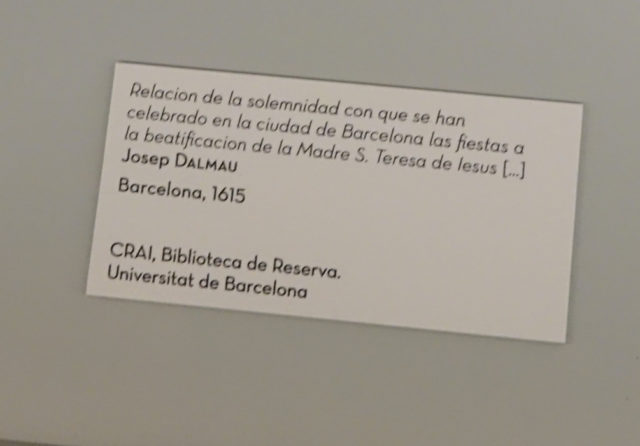 Relacion de la solemnidad con que se han
celebrado en la ciudad de Barcelona las fiestas a
la beatificacion de la Madre S. Teresa de Iesus [...]
Josep DALMAU
Barcelona, 1615
CRAI, Biblioteca de Reserva.
Universitat de Barcelona